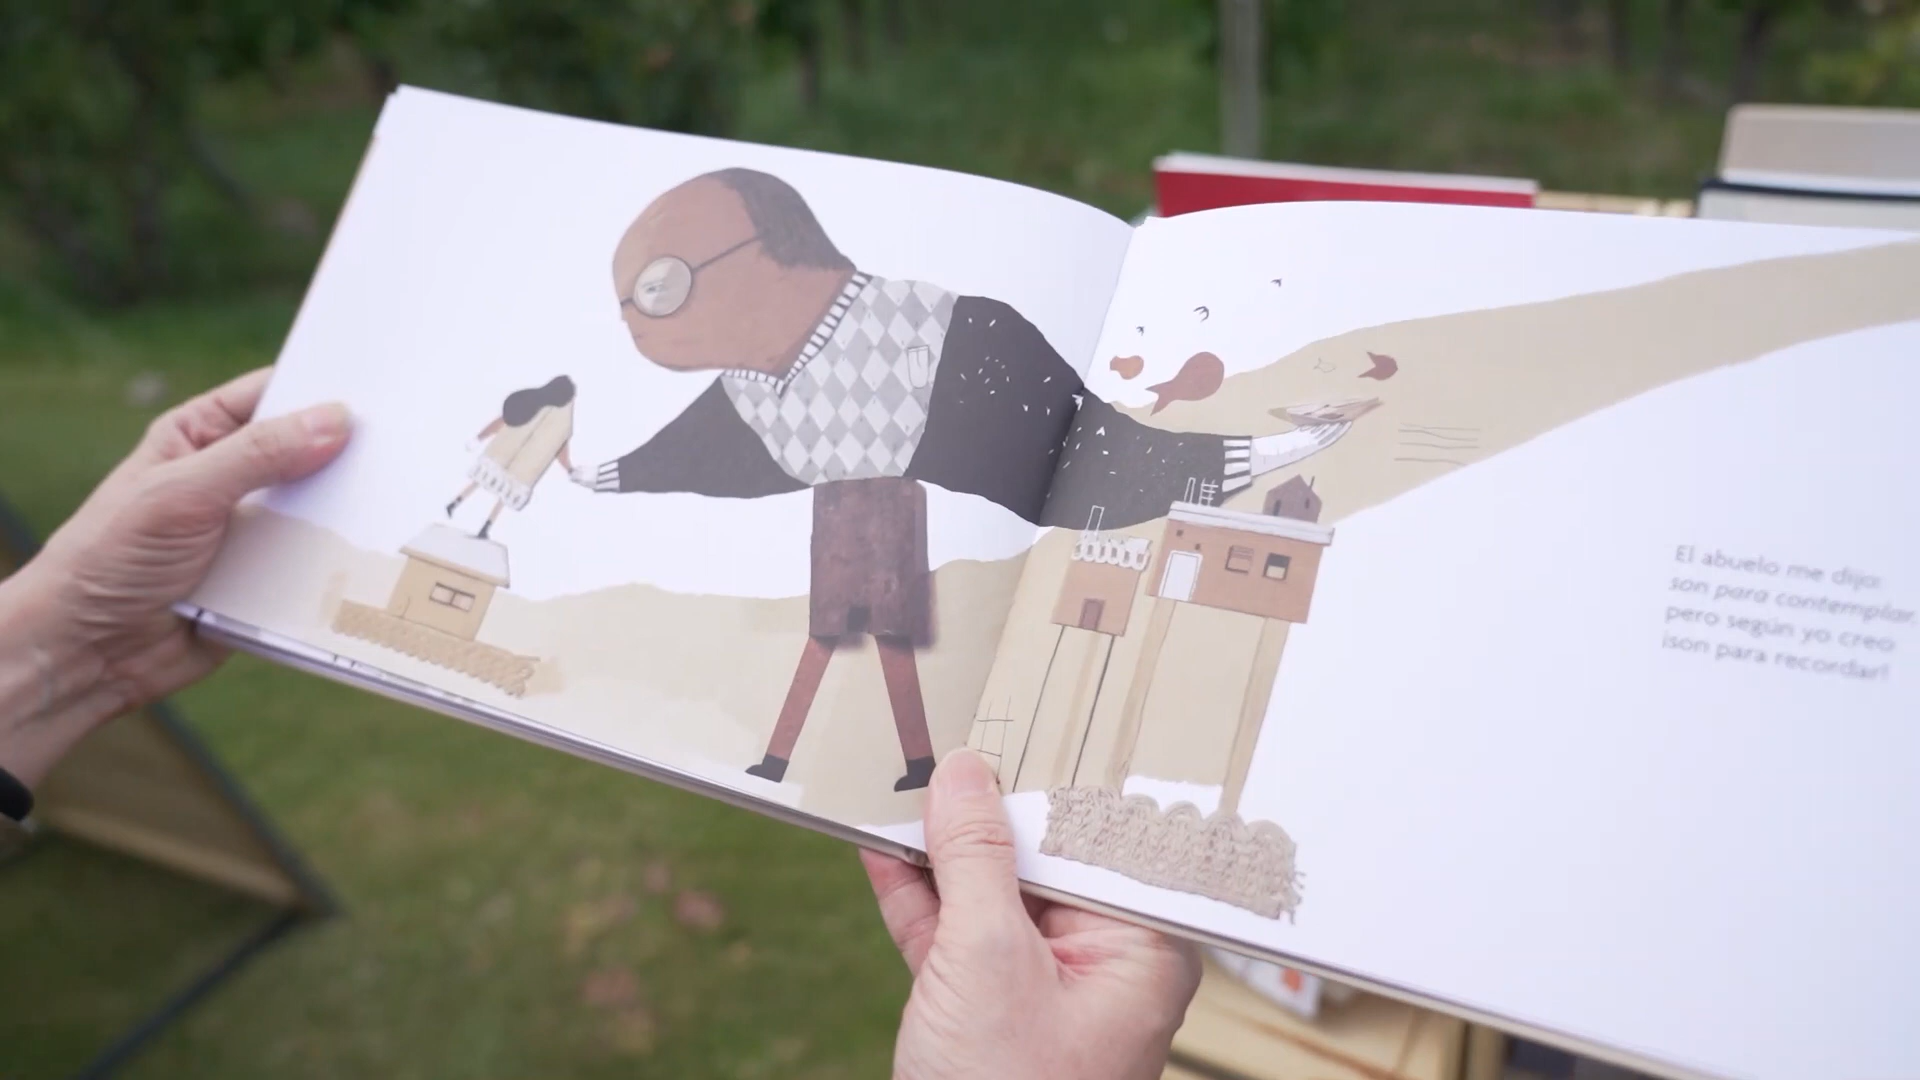 El abuelo me dijo:
son para contemplar,
pero según yo creo
¡son para recordar!